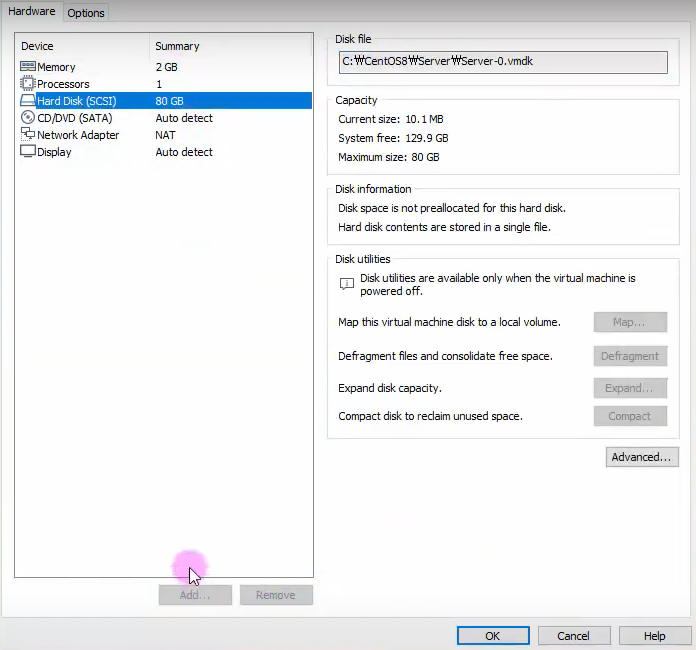 Hardware Options
Device Summary
Memory 2 GB
Processors 1
Hard Disk (SCSI) 80 GB
CD/DVD (SATA) Auto detect
Network Adapter NAT
Display Auto detect
Add... Remove
Disk file
C:₩CentOS8₩Server₩Server-0.vmdk
Capacity
Current size: 10.1 MB
System free: 129.9 GB
Maximum size: 80 GB
Disk information
Disk space is not preallocated for this hard disk.
Hard disk contents are stored in a single file.
Disk utilities
Disk utilities are available only when the virtual machine is
powered off.
Map this virtual machine disk to a local volume. Map...
Defragment files and consolidate free space. Defragment
Expand disk capacity. Expand...
Compact disk to reclaim unused space. Compact
Advanced...
OK Cancel Help